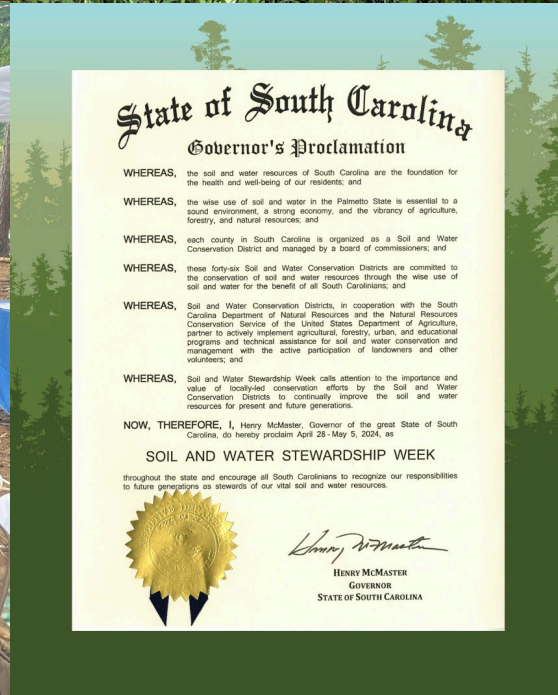 State of South Carolina
Governor's Proclamation
WHEREAS, the soil and water resources of South Carolina are the foundation for
the health and well-being of our residents; and
WHEREAS, the wise use of soil and water in the Palmetto State is essential to a
sound environment, a strong economy, and the vibrancy of agriculture,
forestry, and natural resources; and
WHEREAS, each county in South Carolina is organized as a Soil and Water
Conservation District and managed by a board of commissioners; and
WHEREAS, these forty-six Soil and Water Conservation Districts are committed to
the conservation of soil and water resources through the wise use of
soil and water for the benefit of all South Carolinians; and
WHEREAS, Soil and Water Conservation Districts, in cooperation with the South
Carolina Department of Natural Resources and the Natural Resources
Conservation Service of the United States Department of Agriculture,
partner to actively implement agricultural, forestry, urban, and educational
programs and technical assistance for soil and water conservation and
management with the active participation of landowners and other
volunteers; and
WHEREAS, Soil and Water Stewardship Week calls attention to the importance and
value of locally-led conservation efforts by the Soil and Water
Conservation Districts to continually improve the soil and water
resources for present and future generations.
NOW, THEREFORE, I, Henry McMaster, Governor of the great State of South
Carolina, do hereby proclaim April 28 - May 5, 2024, as
SOIL AND WATER STEWARDSHIP WEEK
throughout the state and encourage all South Carolinians to recognize our responsibilities
to future generations as stewards of our vital soil and water resources.
Henry McMaster
HENRY MCMASTER
GOVERNOR
STATE OF SOUTH CAROLINA